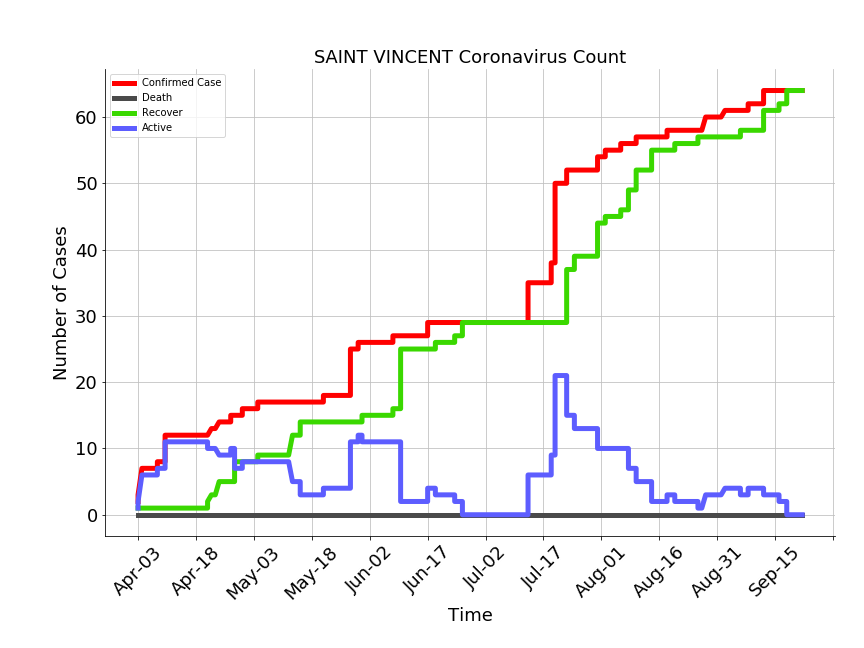 SAINT VINCENT Coronavirus Count
Confirmed Case
Death
Recover
Active
Number of Cases
60
50
40
30
20
10
0
Apr-03
Apr-18
May-03
May-18
Jun-02
Jun-17
Jul-02
Jul-17
Aug-01
Aug-16
Aug-31
Sep-15
Time